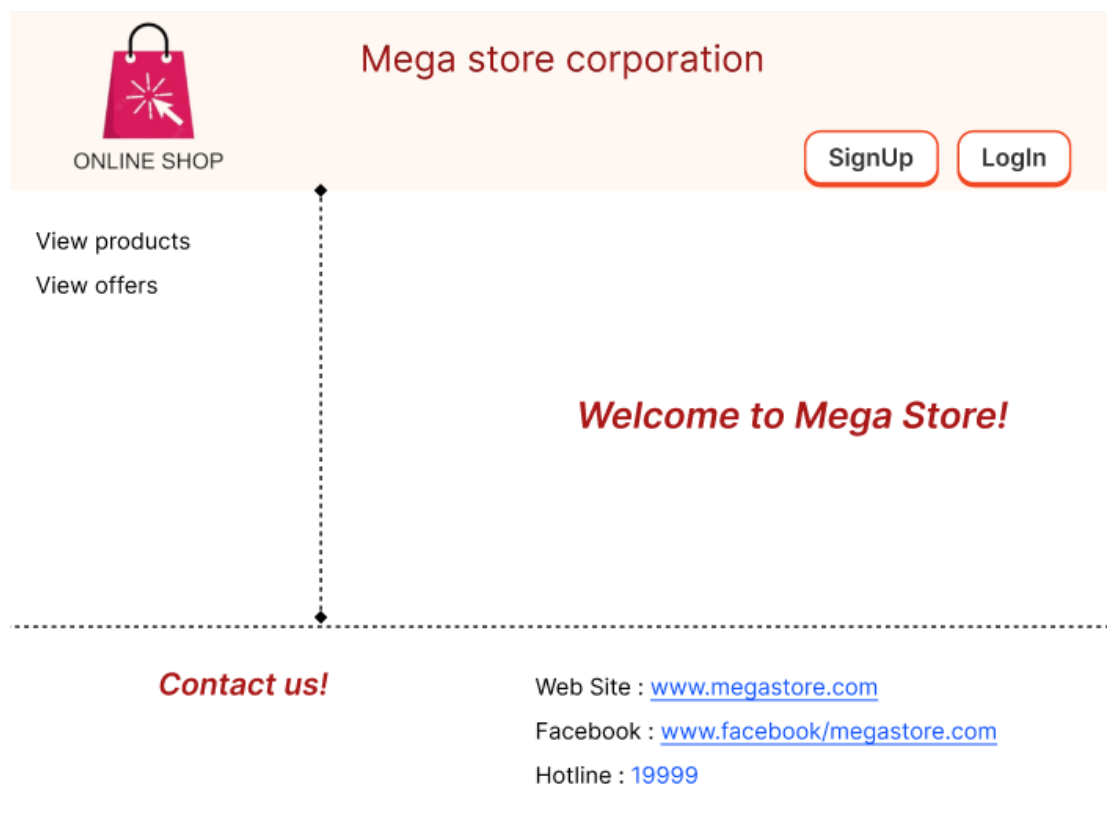 Mega store corporation
ONLINE SHOP
SignUp
LogIn
View products
View offers
Welcome to Mega Store!
Contact us!
Web Site : www.megastore.com
Facebook : www.facebook/megastore.com
Hotline : 19999